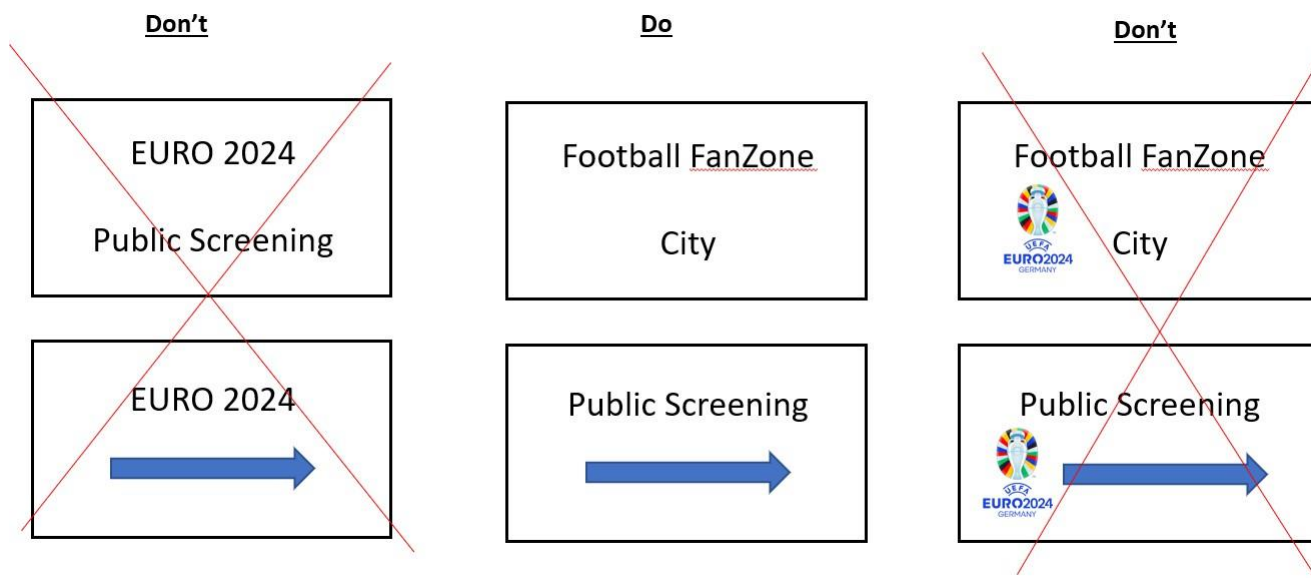 Don't
EURO 2024
Public Screening
EURO 2024
Do
Football FanZone
City
Public Screening
Don't
Football FanZone
UEFA
EURO2024
GERMANY
City
Public Screening
UEFA
EURO2024
GERMANY